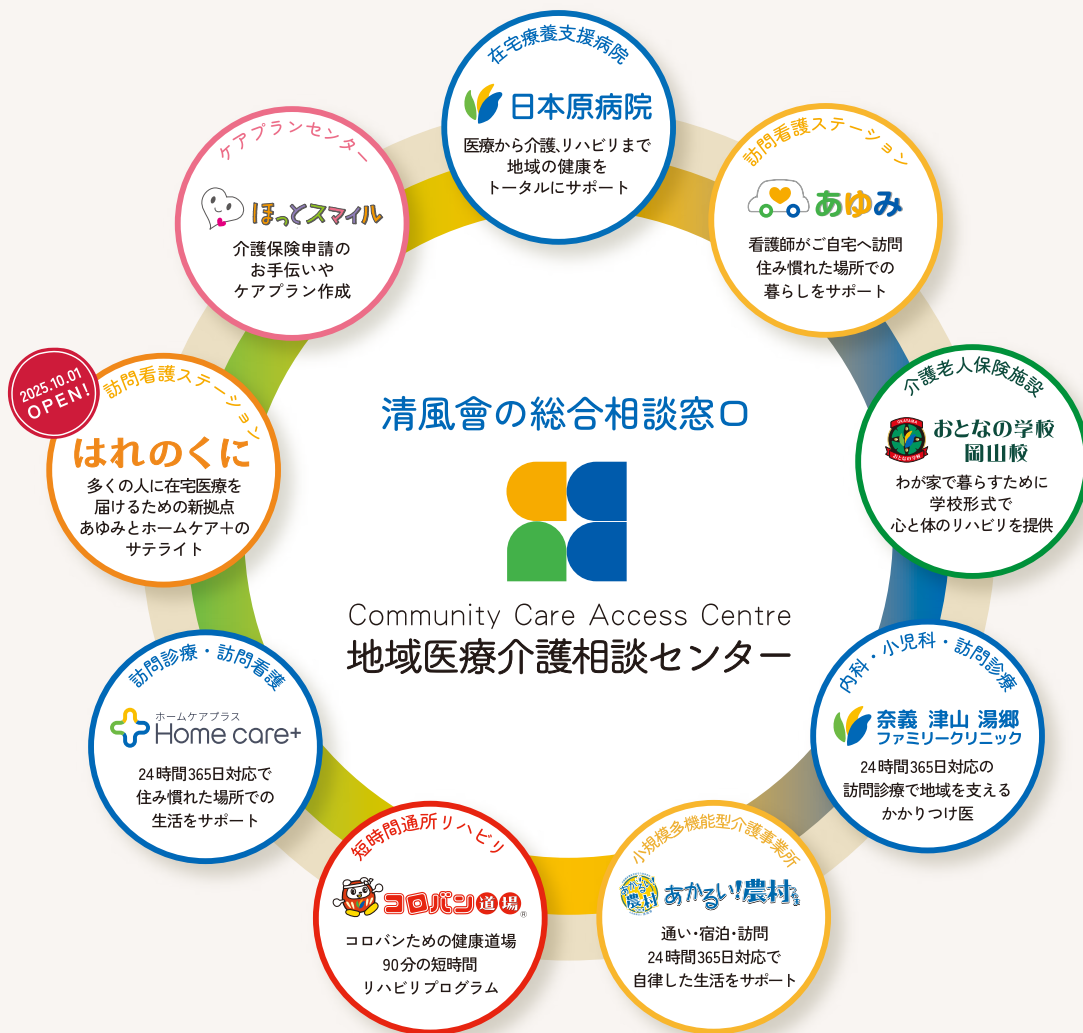 在宅療養支援病院
日本原病院
医療から介護、リハビリまで
地域の健康を
トータルにサポート
訪問看護ステーション
あゆみ
看護師がご自宅へ訪問
住み慣れた場所での
暮らしをサポート
介護老人保険施設
おとなの学校
岡山校
わが家で暮らすために
学校形式で
心と体のリハビリを提供
内科・小児科・訪問診療
奈義 津山 湯郷
ファミリークリニック
24時間365日対応の
訪問診療で地域を支える
かかりつけ医
小規模多機能型介護事業所
あかるい!農村
通い・宿泊・訪問
24時間365日対応で
自律した生活をサポート
短時間通所リハビリ
コロバン道場®
コロバンための健康道場
90分の短時間
リハビリプログラム
訪問診療・訪問看護
ホームケアプラス
Home care+
24時間365日対応で
住み慣れた場所での
生活をサポート
2025.10.01
OPEN!
訪問看護ステーション
はれのくに
多くの人に在宅医療を
届けるための新拠点
あゆみとホームケア+の
サテライト
ケアプランセンター
ほっとスマイル
介護保険申請の
お手伝いや
ケアプラン作成
清風會の総合相談窓口
Community Care Access Centre
地域医療介護相談センター